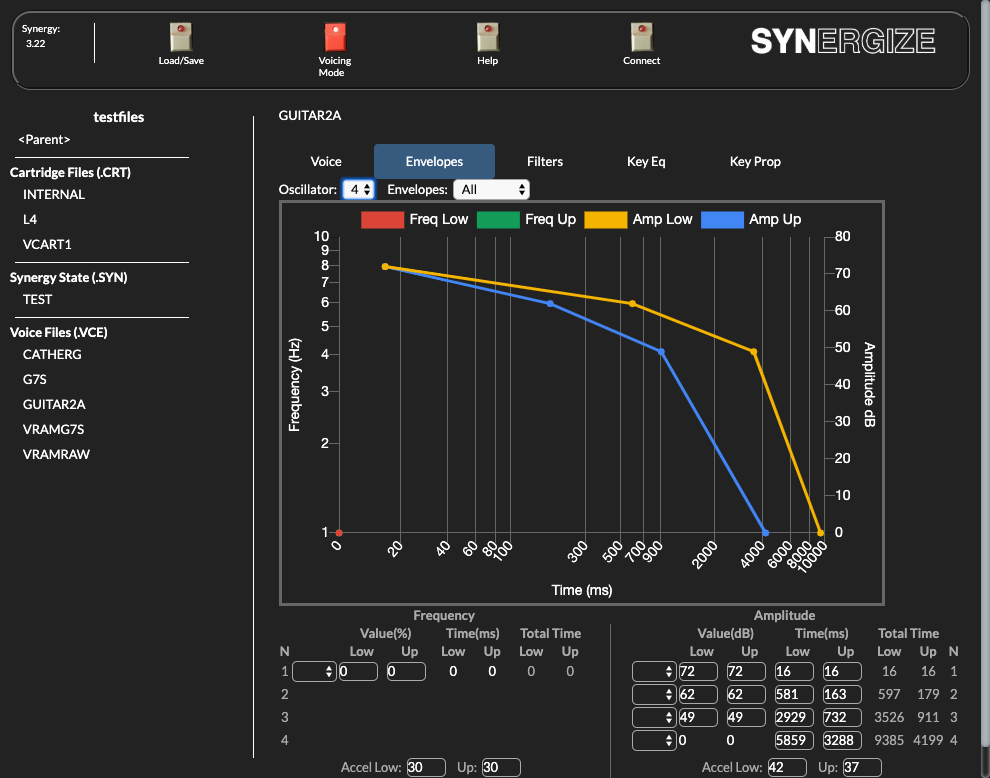 Synergy:
3.22
Load/Save
Voicing
Mode
Help
Connect
SYNERGIZE
testfiles
<Parent>
Cartridge Files (.CRT)
INTERNAL
L4
VCART1
Synergy State (.SYN)
TEST
Voice Files (.VCE)
CATHERG
G7S
GUITAR2A
VRAMG7S
VRAMRAW
GUITAR2A
Voice Envelopes Filters Key Eq Key Prop
Oscillator: 4 Envelopes: All
Freq Low Freq Up Amp Low Amp Up
10
9
8
7
6
5
4
3
2
1
Frequency (Hz)
80
70
60
50
40
30
20
10
0
Amplitude dB
0 20 40 60 80 100 300 500 700 900 2000 4000 6000 8000 10000
Time (ms)
Frequency Amplitude
Value(%) Time(ms) Total Time Value(dB) Time(ms) Total Time
N Low Up Low Up Low Up Low Up Low Up Low Up N
1 0 0 0 0 0 0 72 72 16 16 16 16 1
2 62 62 581 163 597 179 2
3 49 49 2929 732 3526 911 3
4 0 0 5859 3288 9385 4199 4
Accel Low: 30 Up: 30 Accel Low: 42 Up: 37